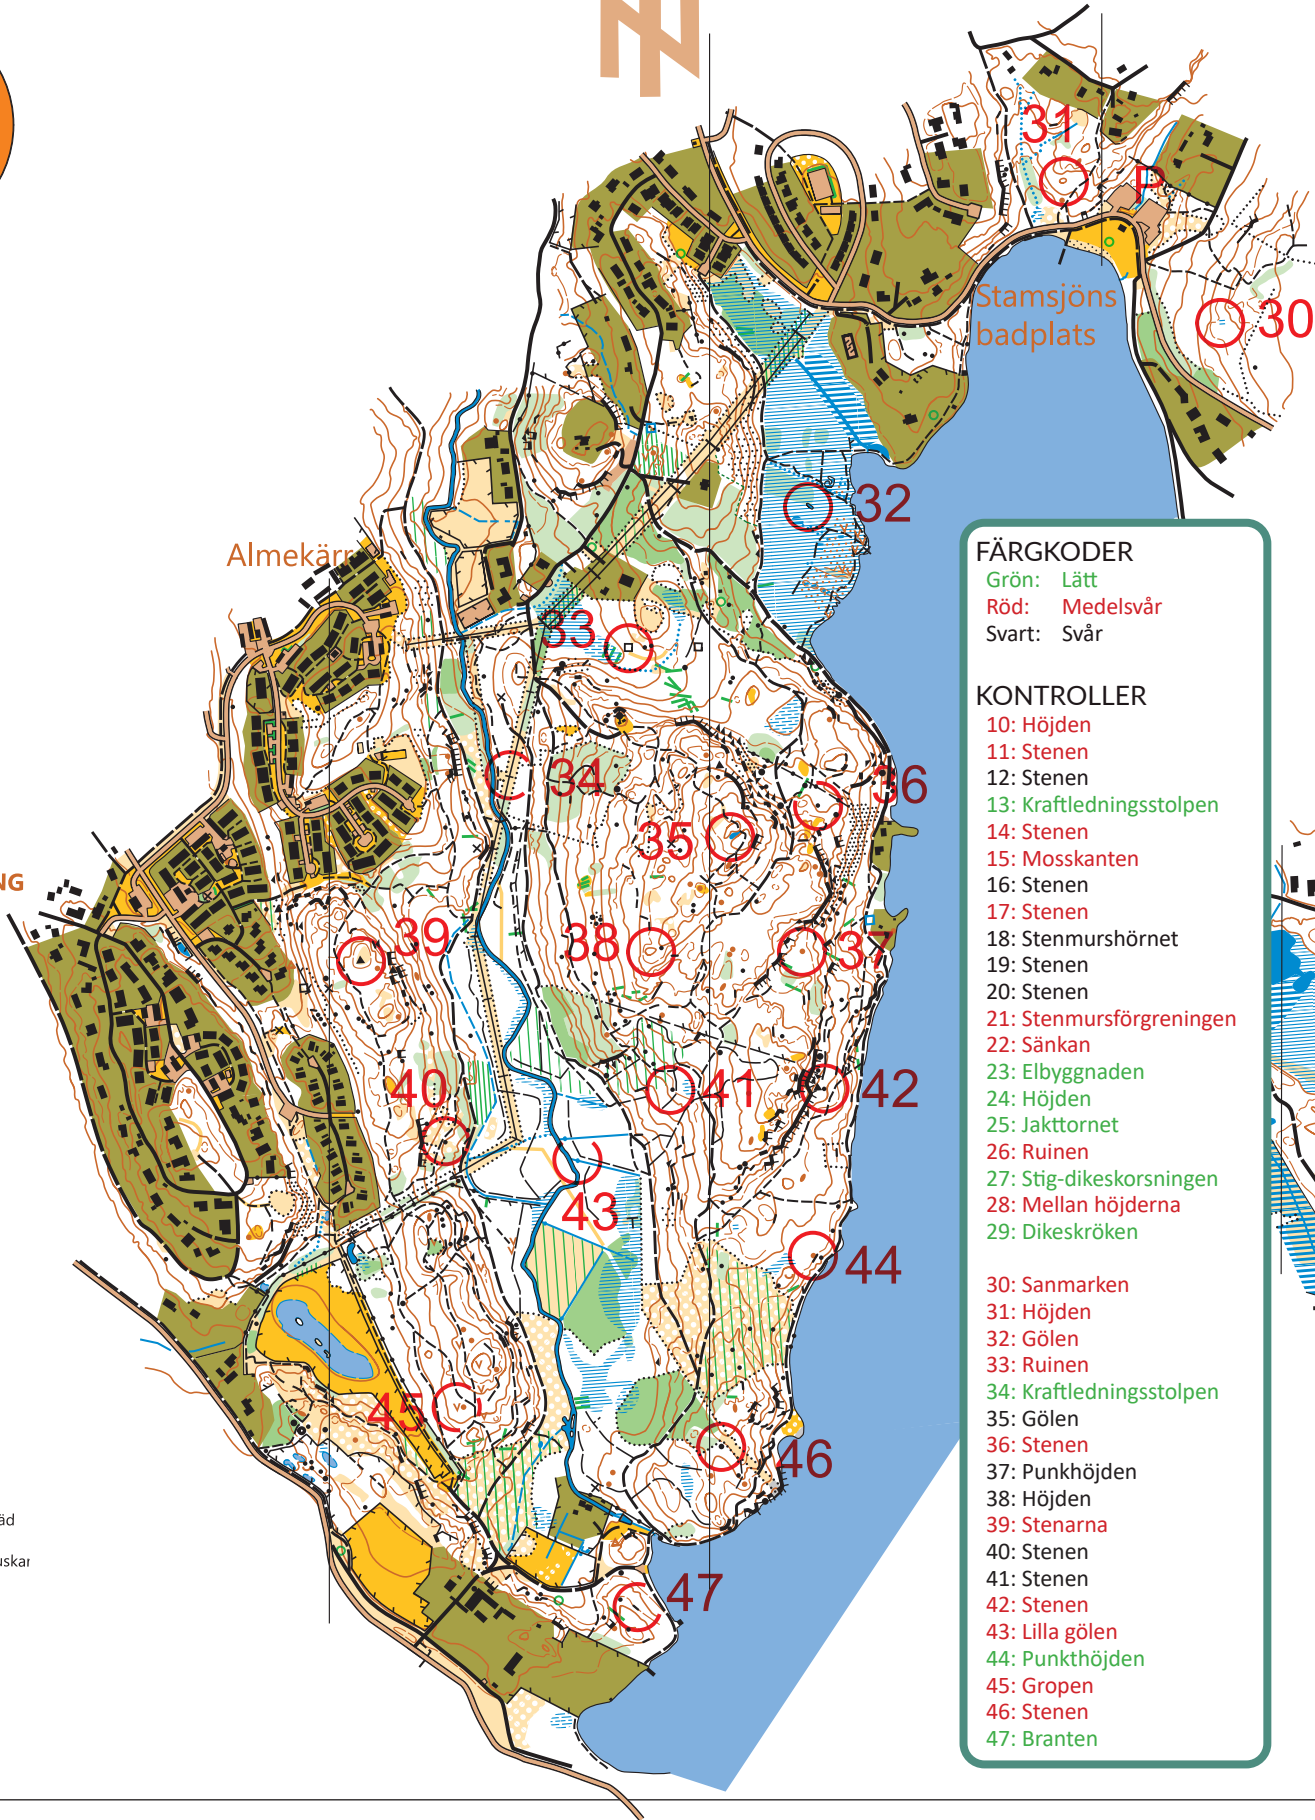 31
P
Stamsjöns
badplats
30
32
Almekärr
33
34
36
35
NG
39
38
37
40
41
42
43
44
45
46
47
FÄRGKODER
Grön: Lätt
Röd: Medelsvår
Svart: Svår
KONTROLLER
10: Höjden
11: Stenen
12: Stenen
13: Kraftledningsstolpen
14: Stenen
15: Mosskanten
16: Stenen
17: Stenen
18: Stenmurshörnet
19: Stenen
20: Stenen
21: Stenmursförgreningen
22: Sänkan
23: Elbyggnaden
24: Höjden
25: Jakttornet
26: Ruinen
27: Stig-dikeskorsningen
28: Mellan höjderna
29: Dikeskröken
30: Sanmarken
31: Höjden
32: Gölen
33: Ruinen
34: Kraftledningsstolpen
35: Gölen
36: Stenen
37: Punkhöjden
38: Höjden
39: Stenarna
40: Stenen
41: Stenen
42: Stenen
43: Lilla gölen
44: Punkthöjden
45: Gropen
46: Stenen
47: Branten
äd
uskar